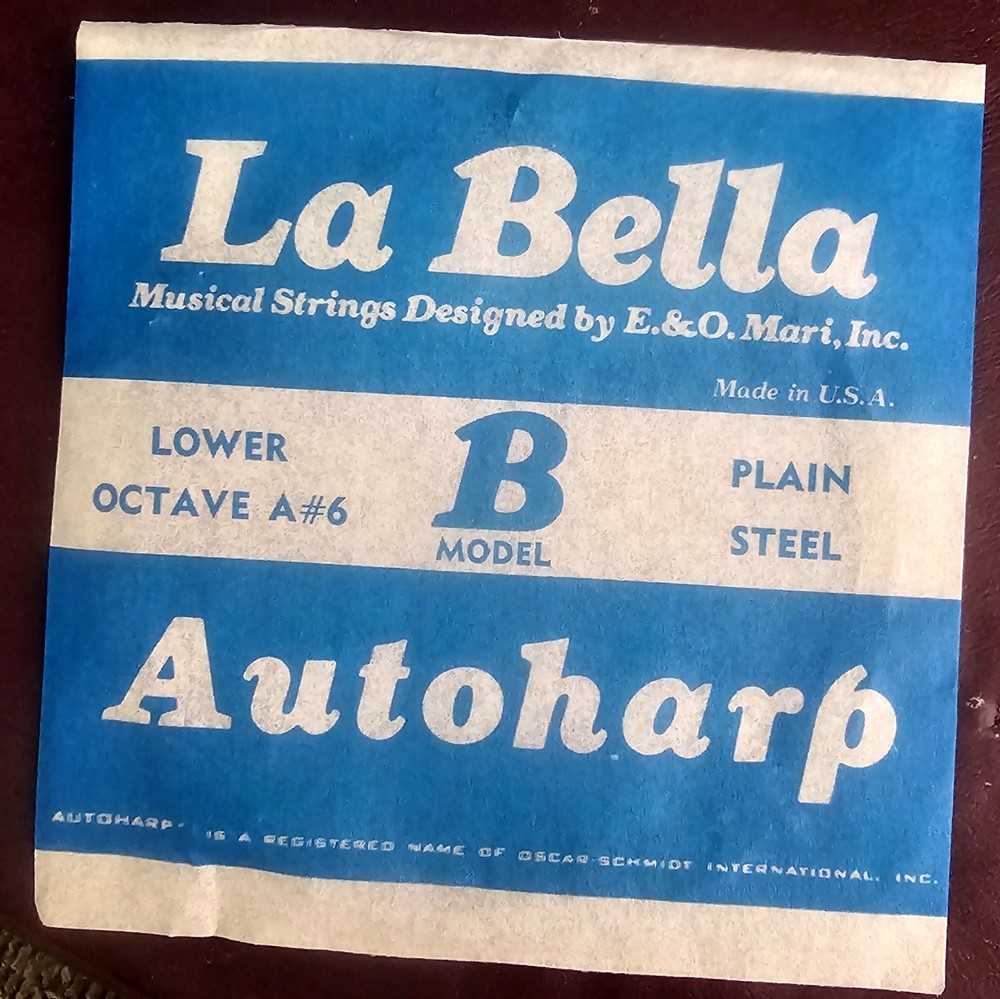 La Bella
Musical Strings Designed by E.&O. Mari, Inc.
Made in U.S.A.
LOWER
OCTAVE A#6
B
MODEL
PLAIN
STEEL
Autoharp
AUTOHARP- IS A REGISTERED NAME OF OSCAR-SCHMIDT INTERNATIONAL. INC.